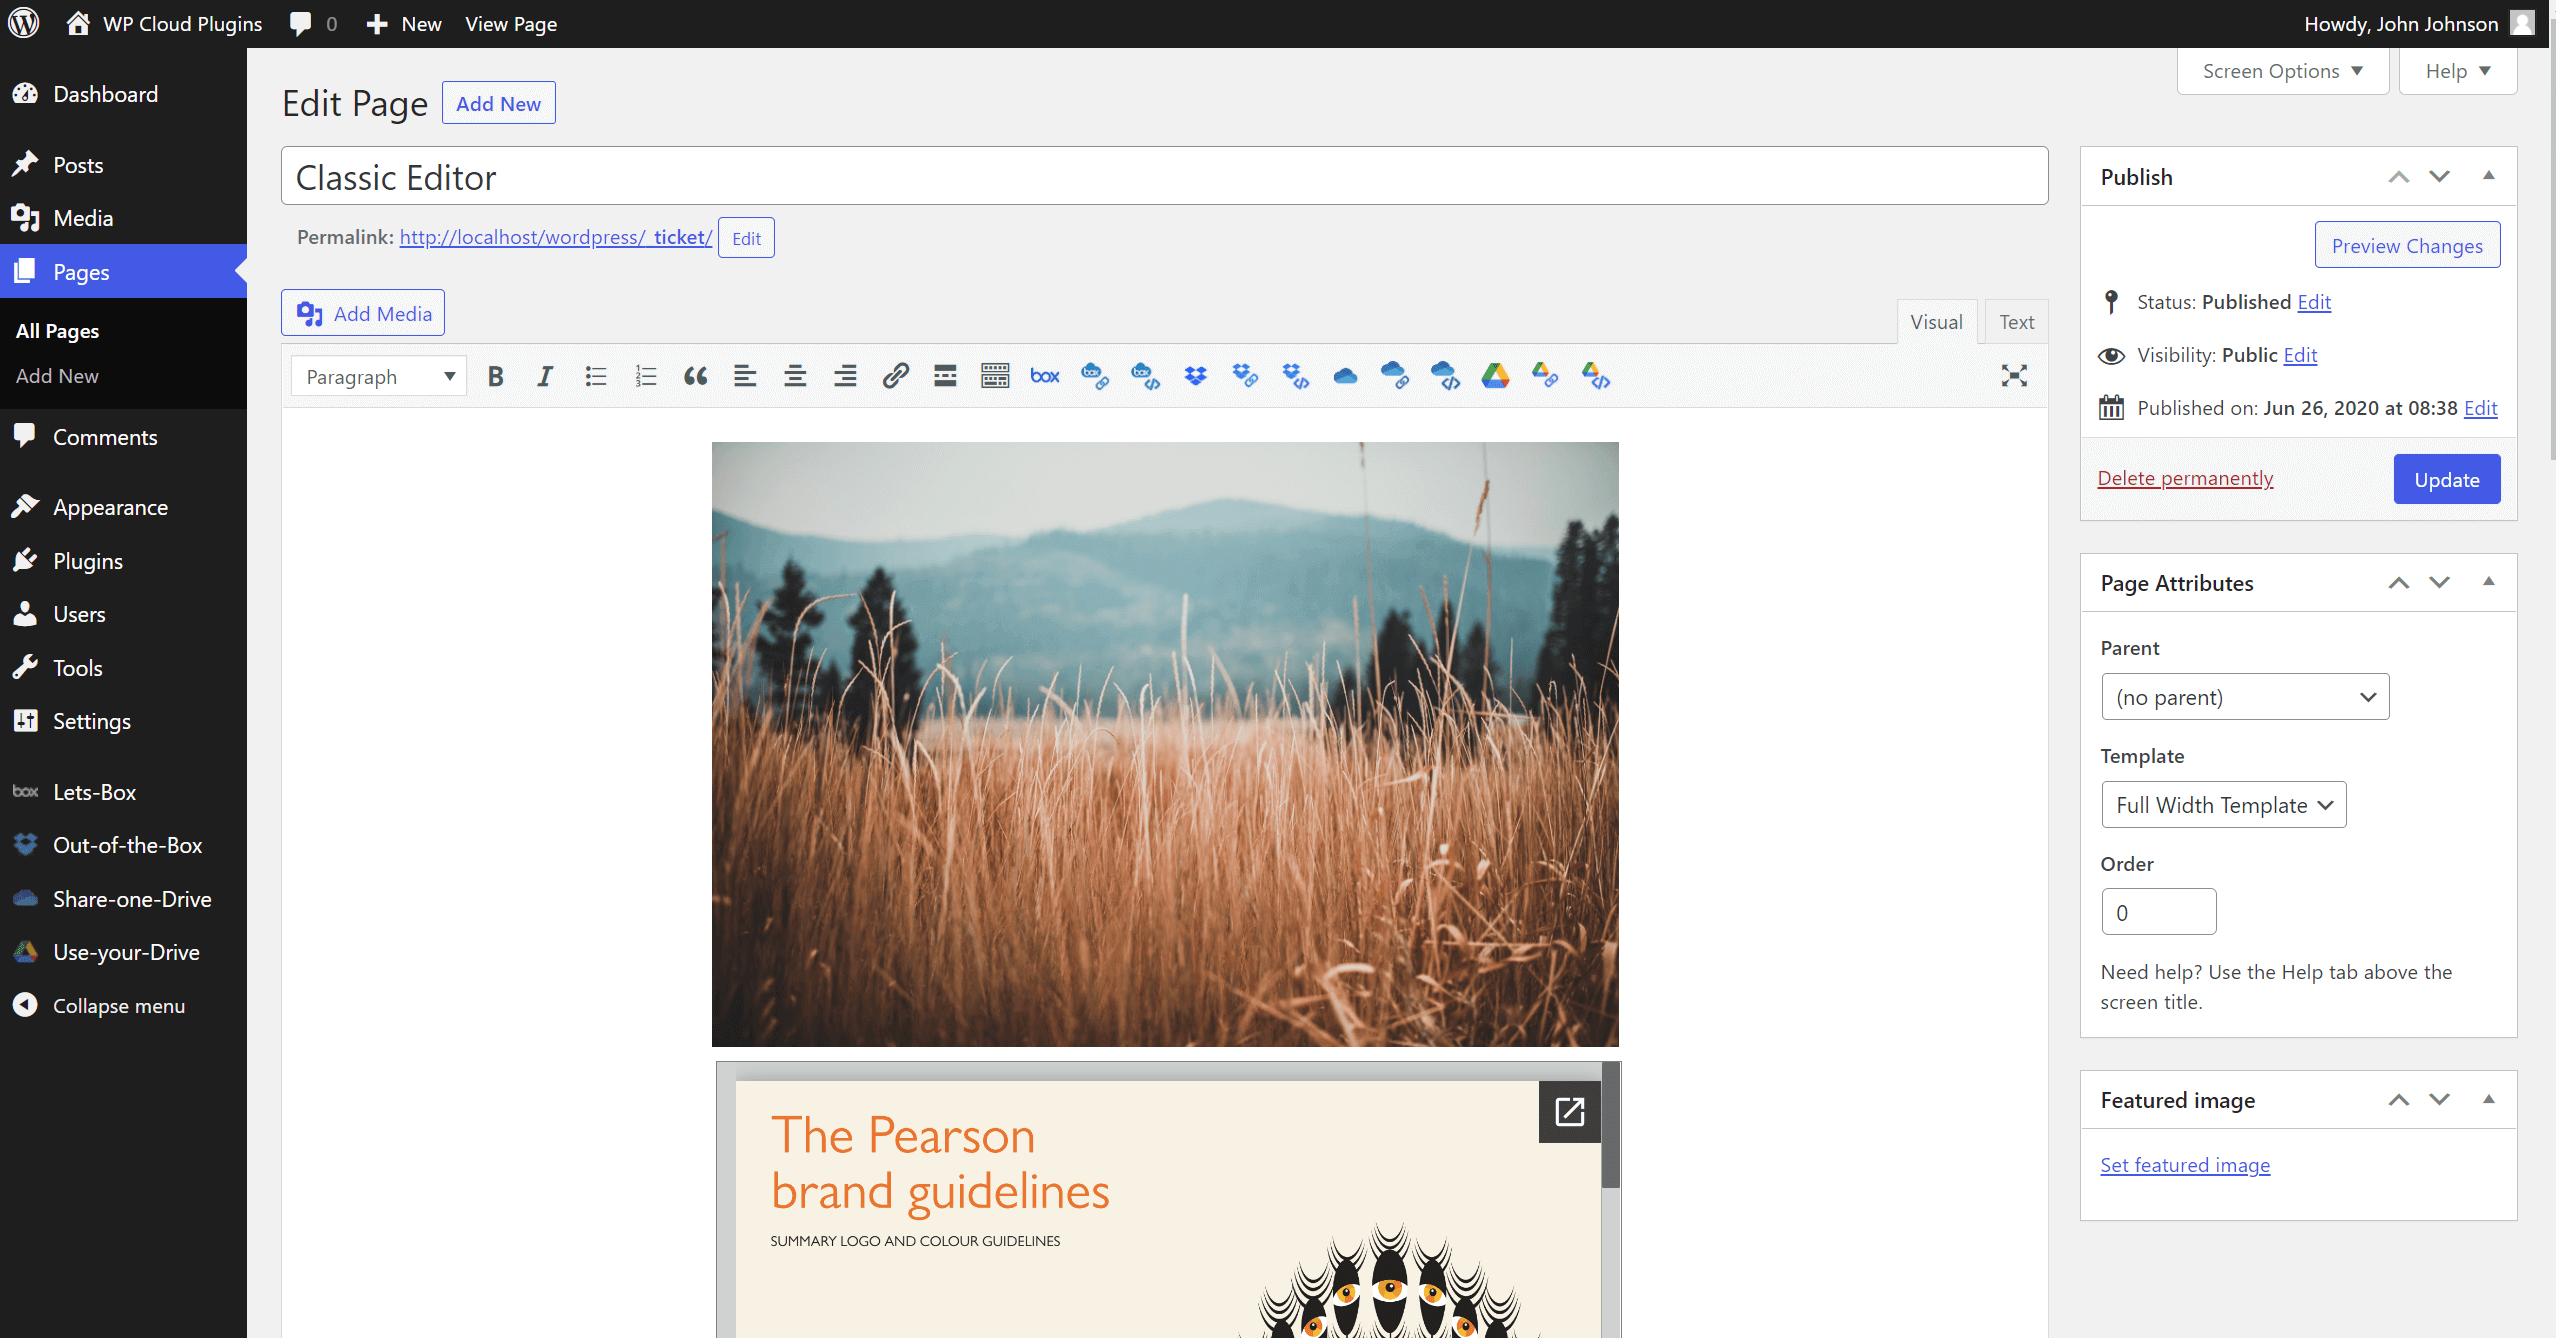 WP Cloud Plugins 0 New View Page Howdy, John Johnson
Screen Options Help
Dashboard
Posts
Media
Pages
All Pages
Add New
Comments
Appearance
Plugins
Users
Tools
Settings
box Lets-Box
Out-of-the-Box
Share-one-Drive
Use-your-Drive
Collapse menu
Edit Page Add New
Classic Editor
Permalink: http://localhost/wordpress/_ticket/ Edit
Add Media
Visual Text
Paragraph B I box
The Pearson
brand guidelines
SUMMARY LOGO AND COLOUR GUIDELINES
Publish
Preview Changes
Status: Published Edit
Visibility: Public Edit
Published on: Jun 26, 2020 at 08:38 Edit
Delete permanently Update
Page Attributes
Parent
(no parent)
Template
Full Width Template
Order
0
Need help? Use the Help tab above the
screen title.
Featured image
Set featured image